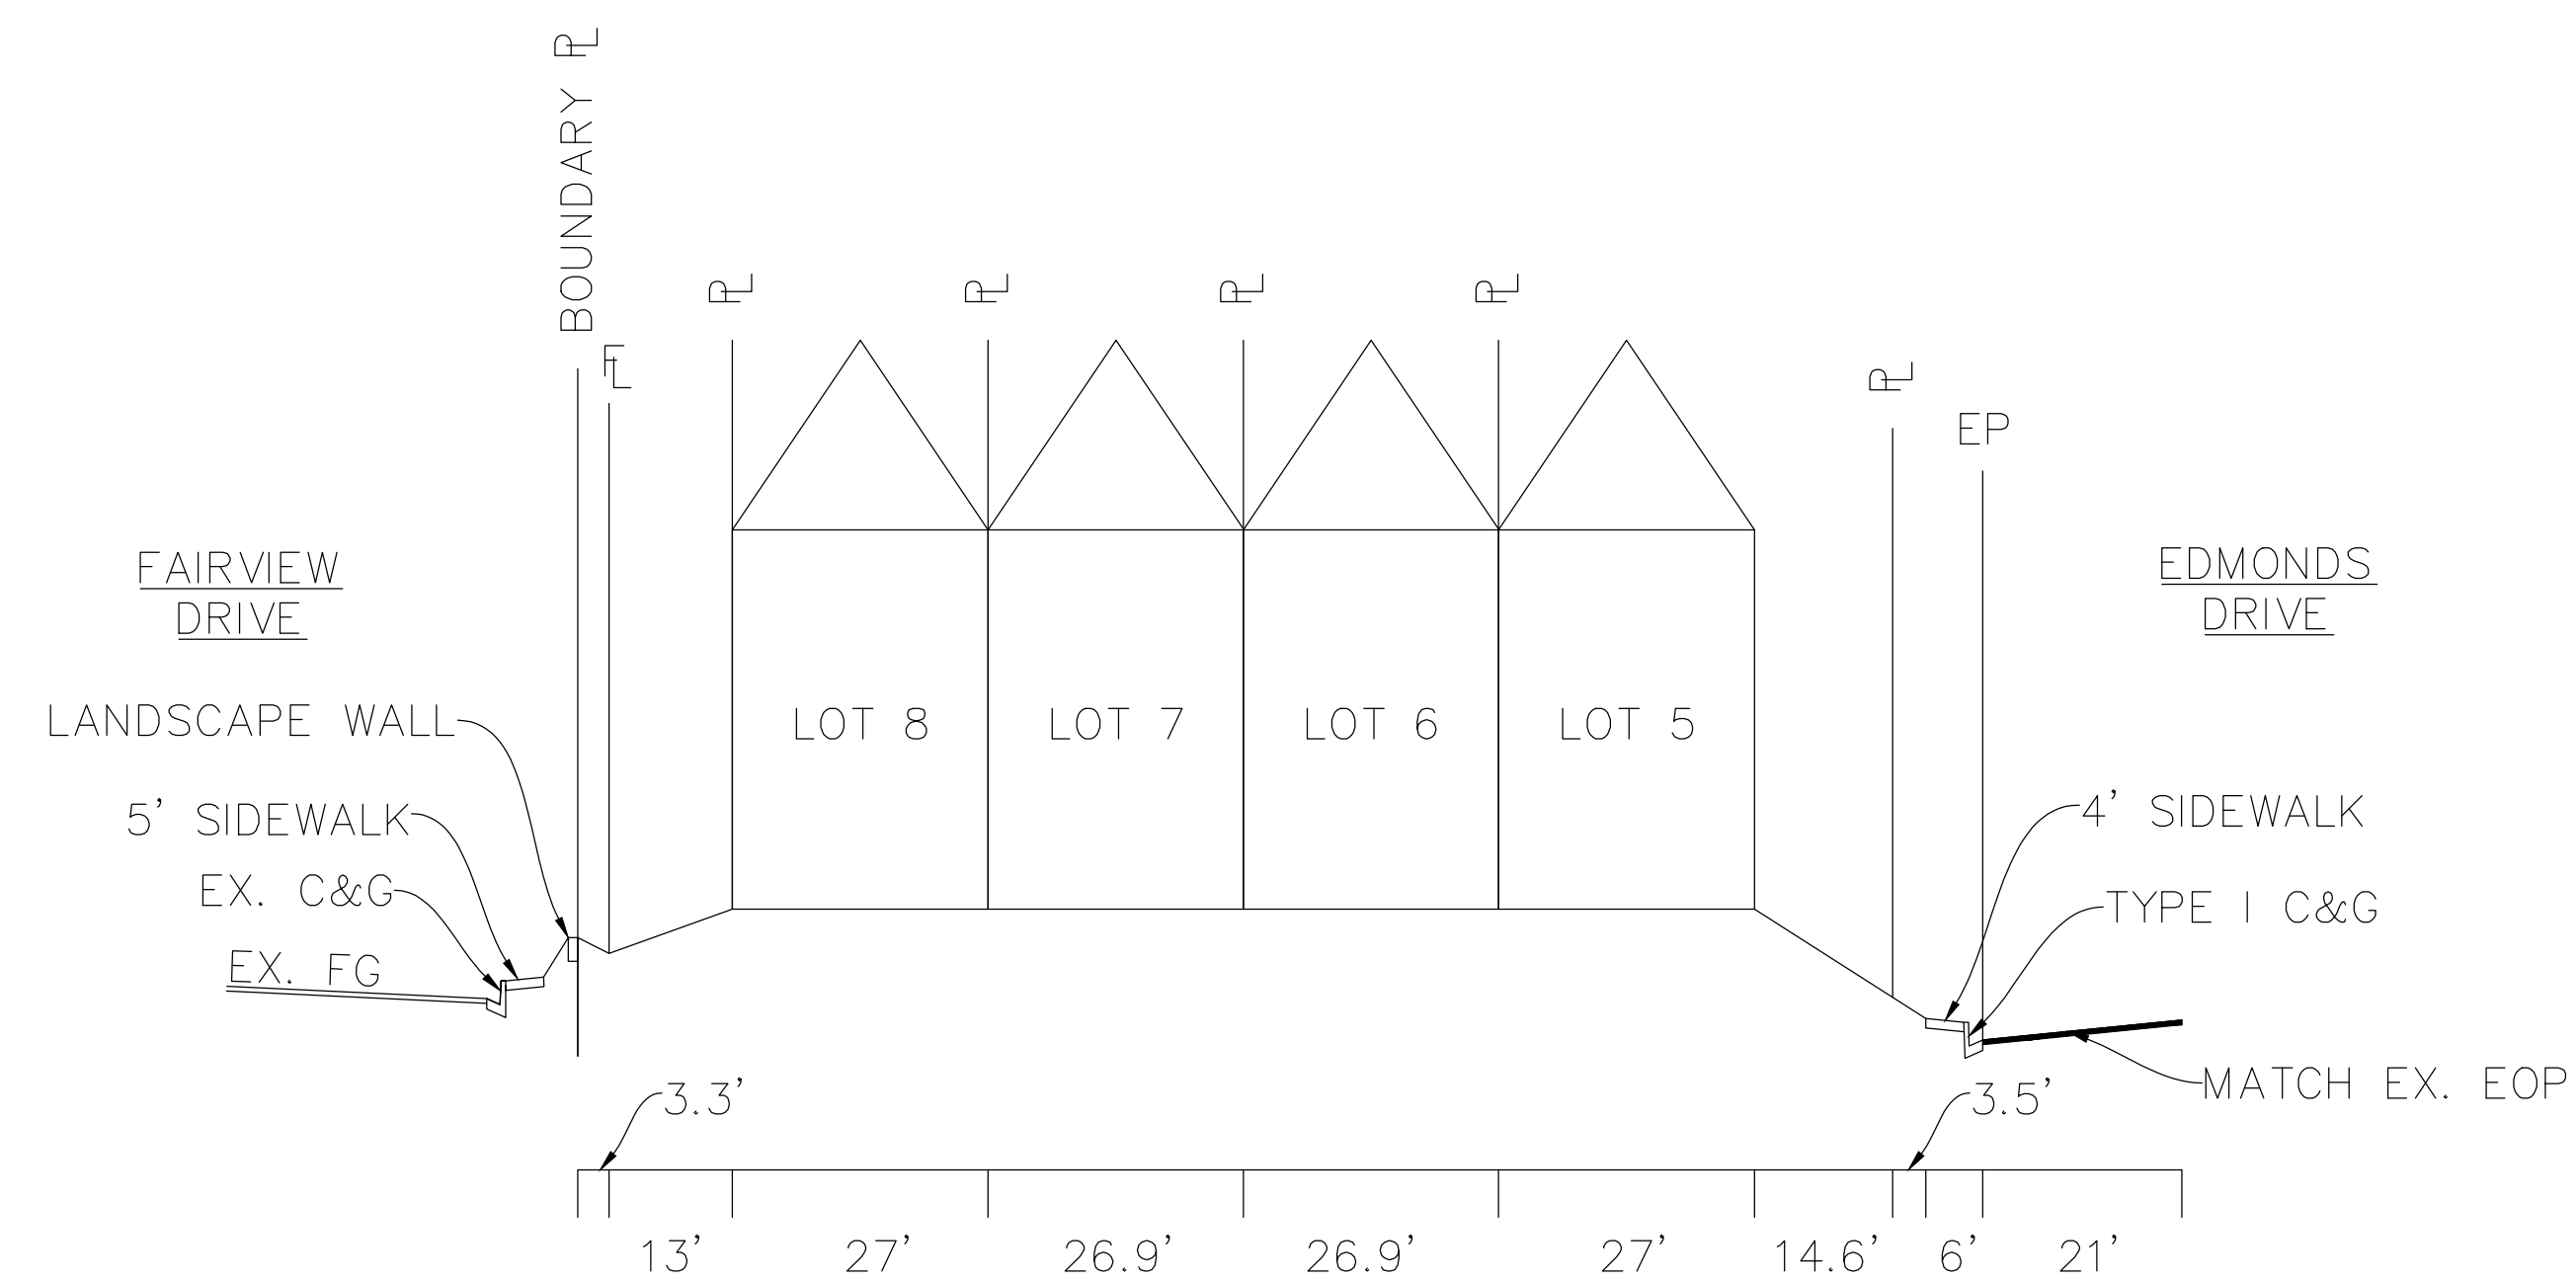 BOUNDARY PL
FL
PL
PL
PL
PL
PL
EP
FAIRVIEW
DRIVE
EDMONDS
DRIVE
LANDSCAPE WALL
5' SIDEWALK
EX. C&G
EX. FG
LOT 8
LOT 7
LOT 6
LOT 5
4' SIDEWALK
TYPE I C&G
MATCH EX. EOP
3.3'
3.5'
13'
27'
26.9'
26.9'
27'
14.6'
6'
21'